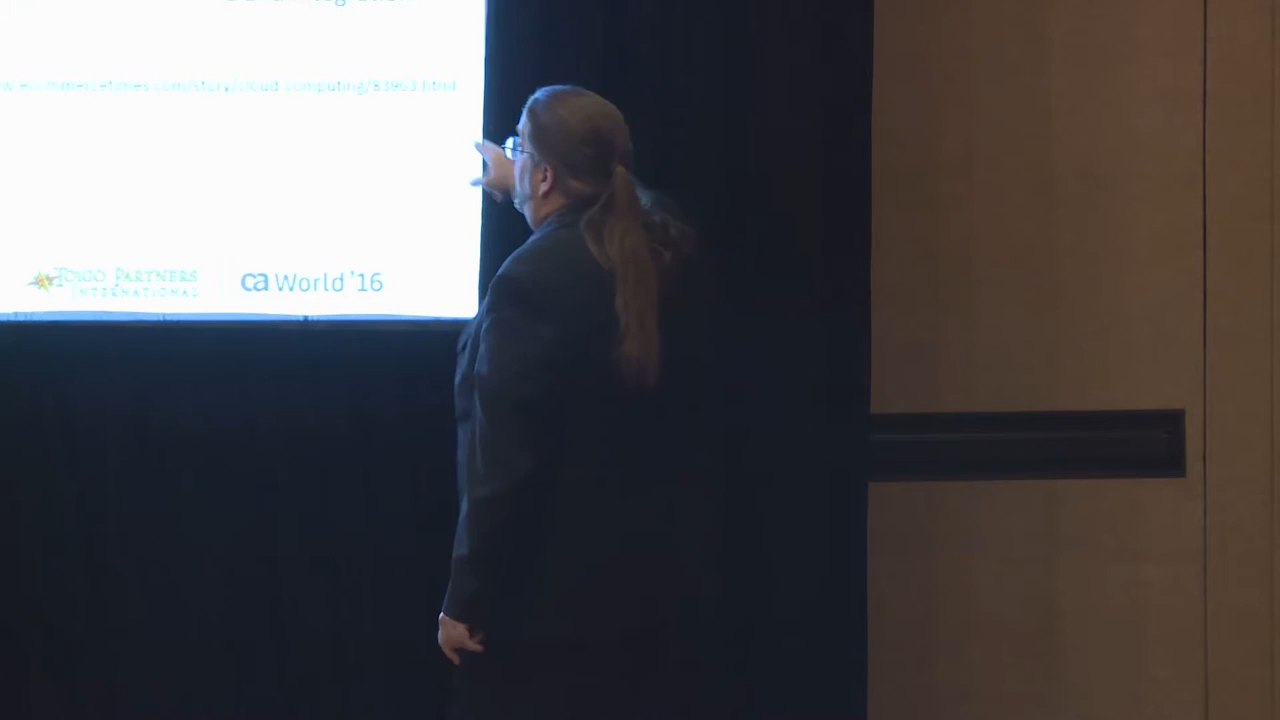 w.ecommercetimes.com/story/cloud-computing/83963.html
TOIGO PARTNERS
INTERNATIONAL
ca World '16